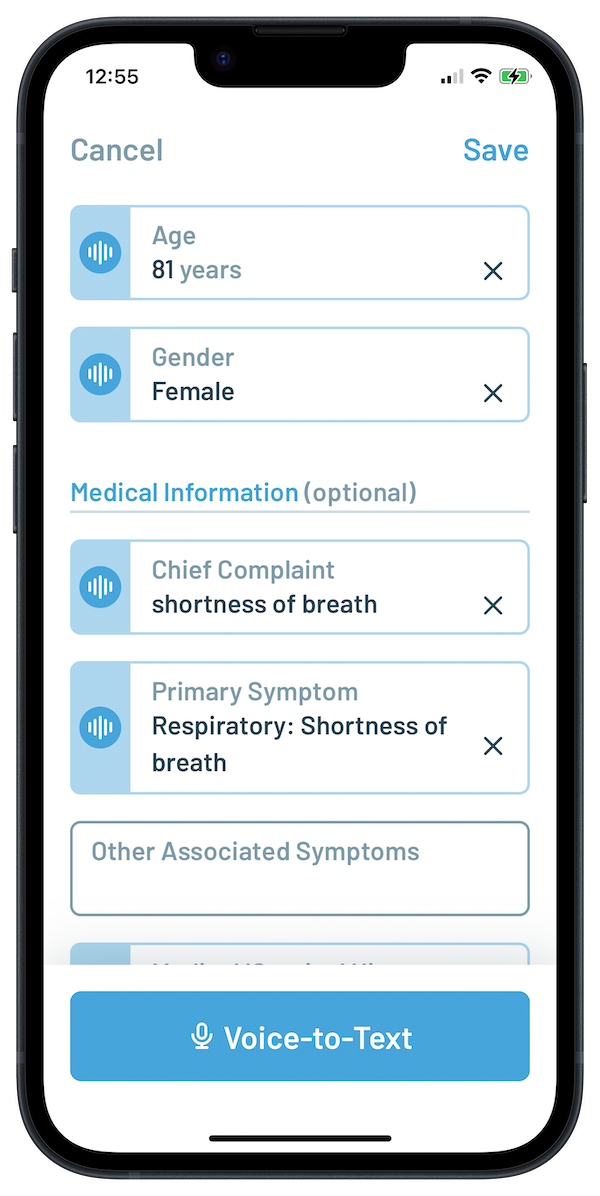 12:55
Cancel
Save
Age
81 years
Gender
Female
Medical Information (optional)
Chief Complaint
shortness of breath
Primary Symptom
Respiratory: Shortness of
breath
Other Associated Symptoms
Voice-to-Text